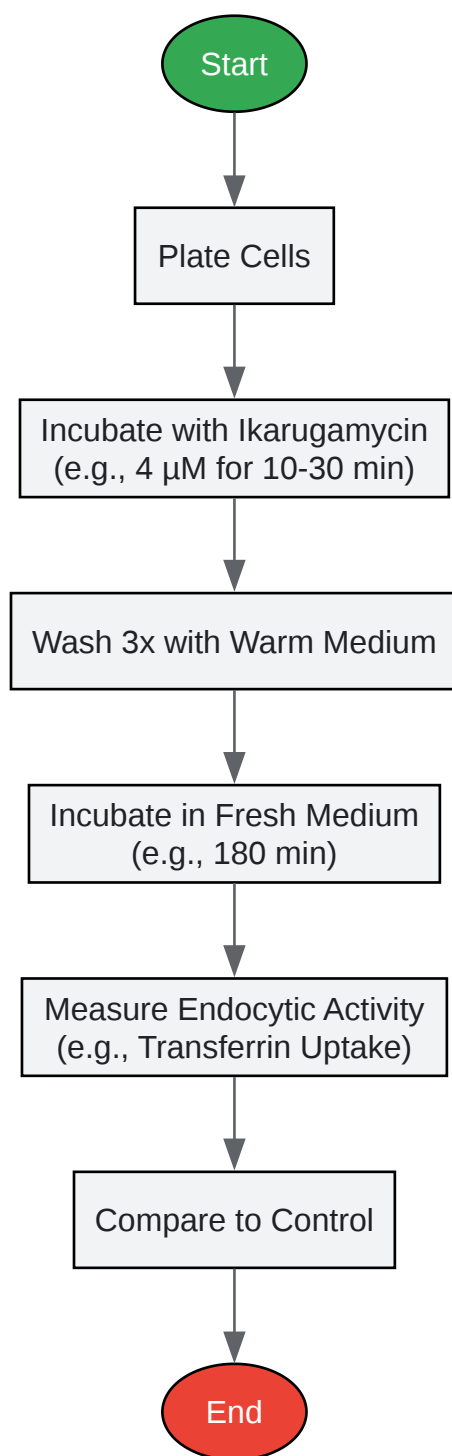 Start
Plate Cells
Incubate with Ikarugamycin
(e.g., 4 µM for 10-30 min)
Wash 3x with Warm Medium
Incubate in Fresh Medium
(e.g., 180 min)
Measure Endocytic Activity
(e.g., Transferrin Uptake)
Compare to Control
End